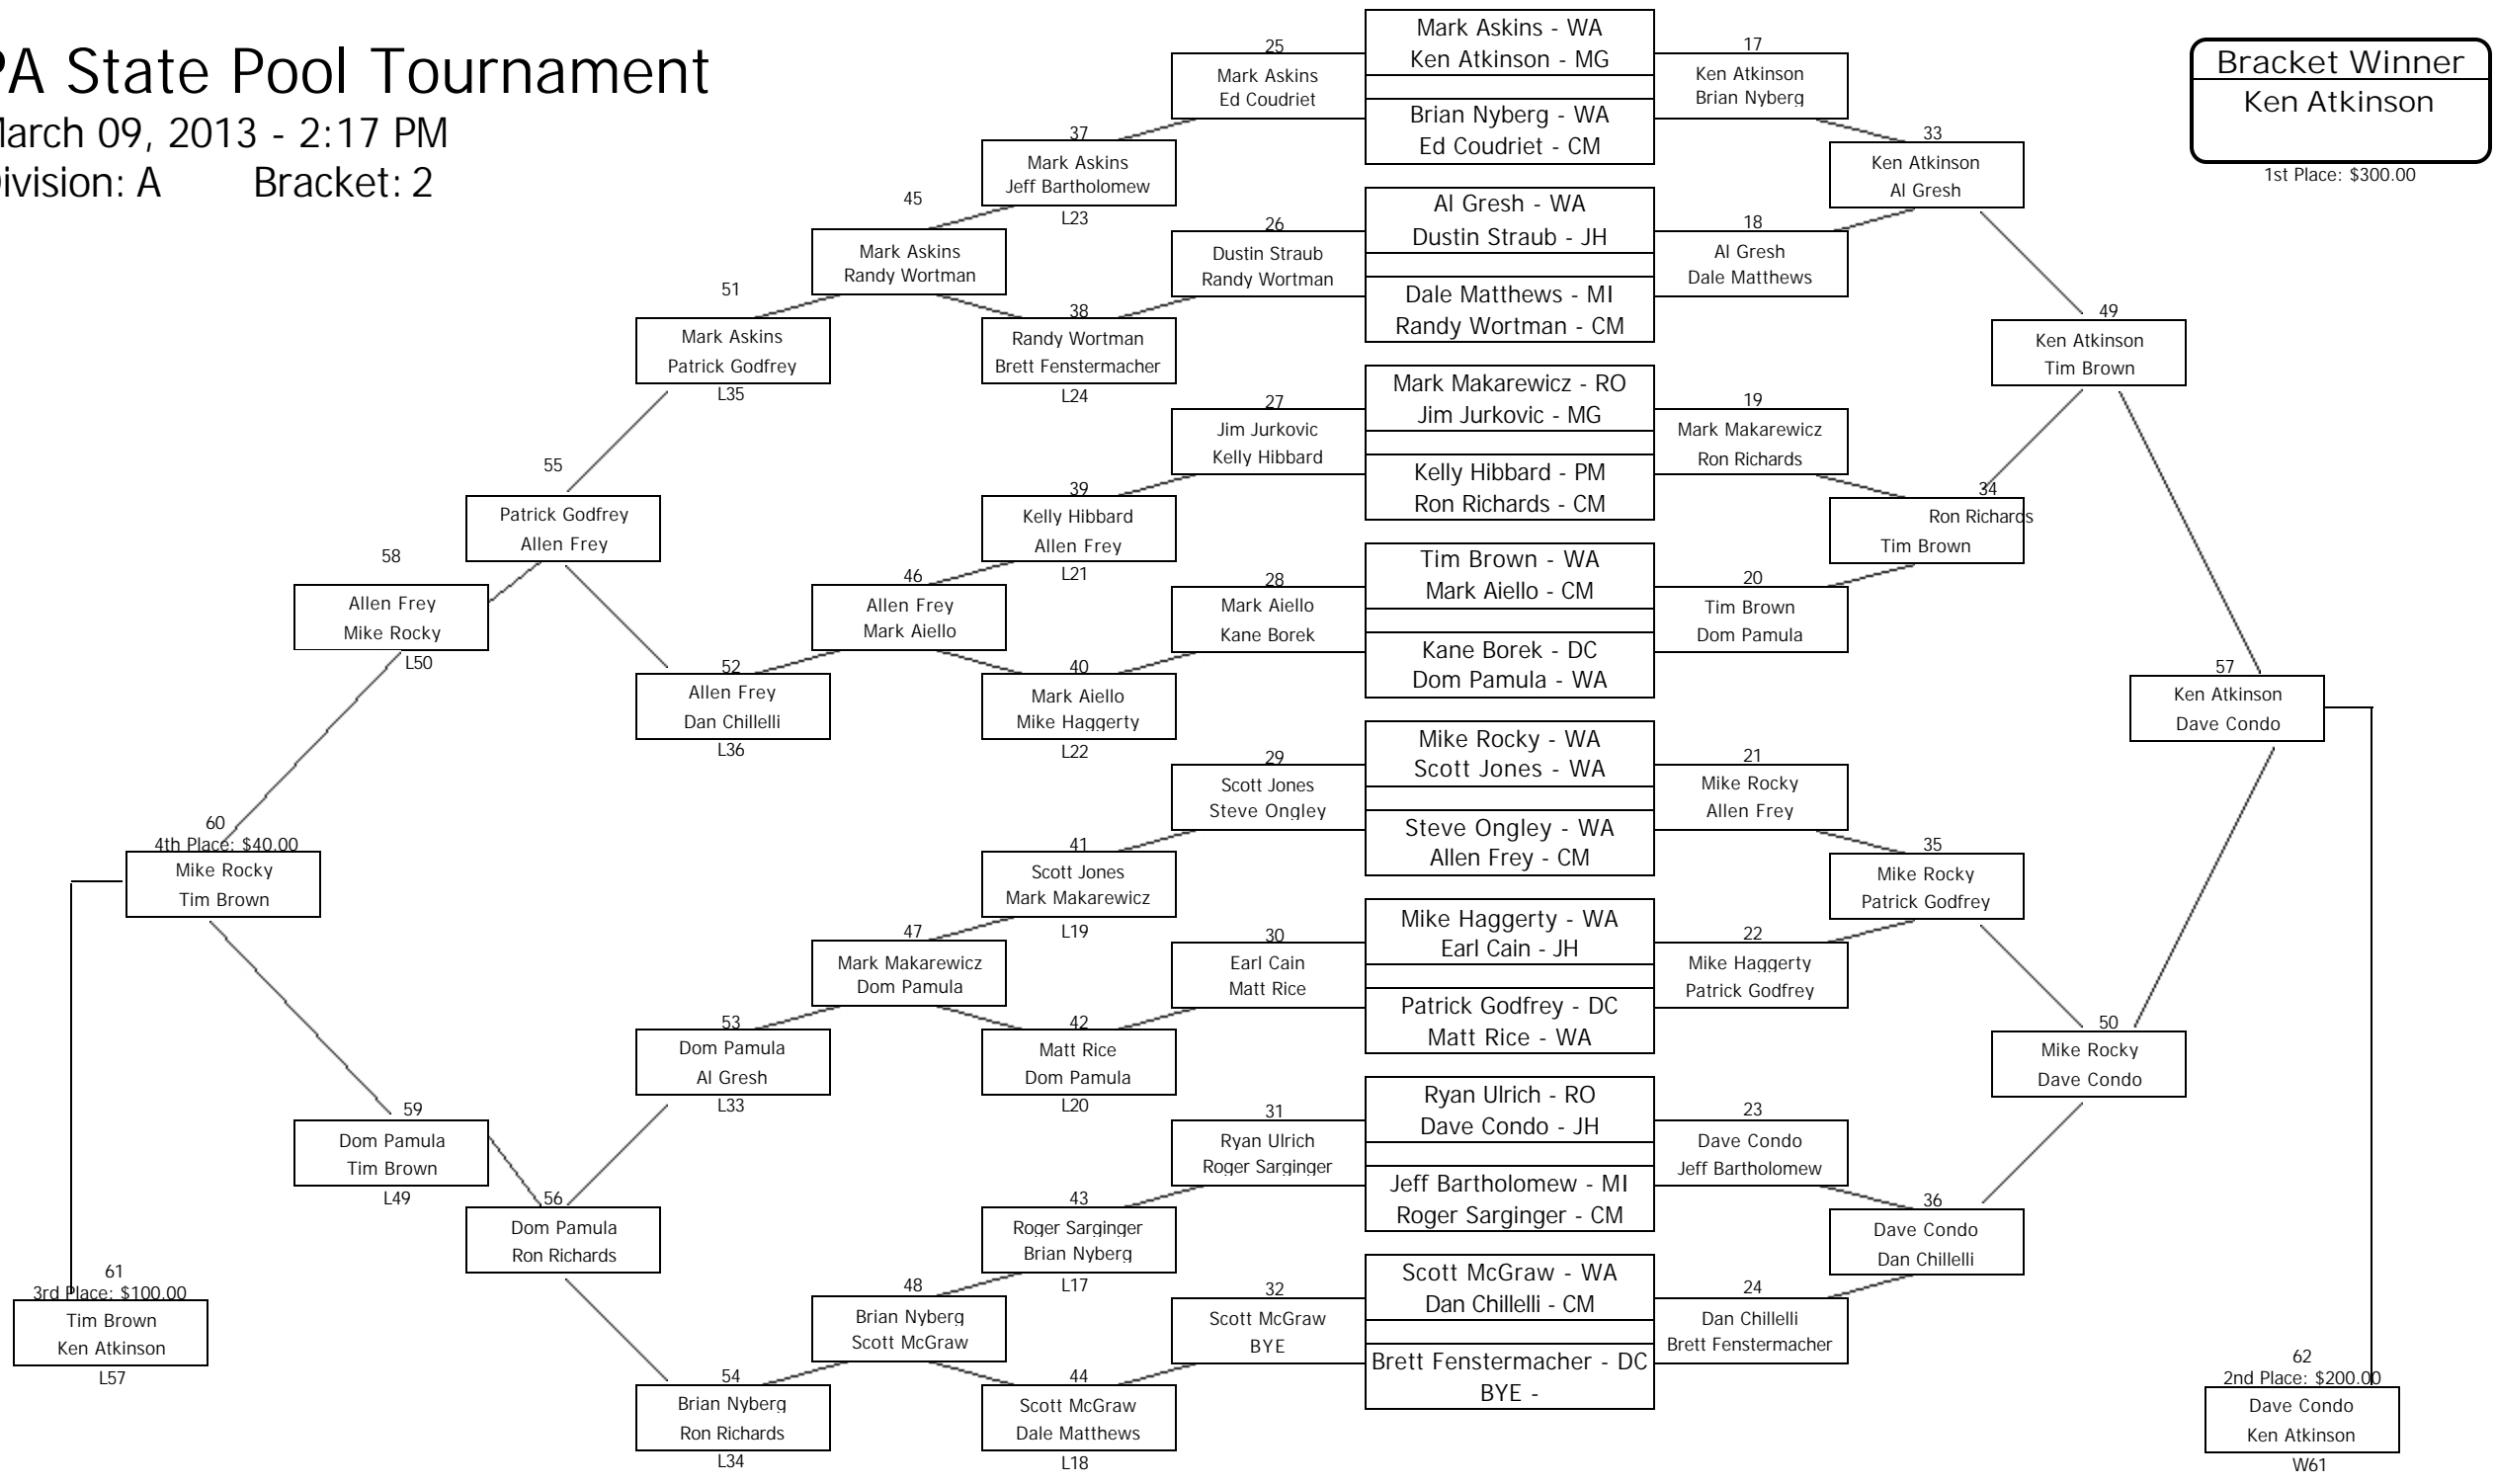 PA State Pool Tournament
March 09, 2013 - 2:17 PM
Division: A Bracket: 2
Bracket Winner
Ken Atkinson
1st Place: $300.00
Mark Askins - WA
Ken Atkinson - MG
Brian Nyberg - WA
Ed Coudriet - CM
Al Gresh - WA
Dustin Straub - JH
Dale Matthews - MI
Randy Wortman - CM
Mark Makarewicz - RO
Jim Jurkovic - MG
Kelly Hibbard - PM
Ron Richards - CM
Tim Brown - WA
Mark Aiello - CM
Kane Borek - DC
Dom Pamula - WA
Mike Rocky - WA
Scott Jones - WA
Steve Ongley - WA
Allen Frey - CM
Mike Haggerty - WA
Earl Cain - JH
Patrick Godfrey - DC
Matt Rice - WA
Ryan Ulrich - RO
Dave Condo - JH
Jeff Bartholomew - MI
Roger Sarginger - CM
Scott McGraw - WA
Dan Chillelli - CM
Brett Fenstermacher - DC
BYE -
17
Ken Atkinson
Brian Nyberg
18
Al Gresh
Dale Matthews
19
Mark Makarewicz
Ron Richards
20
Tim Brown
Dom Pamula
21
Mike Rocky
Allen Frey
22
Mike Haggerty
Patrick Godfrey
23
Dave Condo
Jeff Bartholomew
24
Dan Chillelli
Brett Fenstermacher
25
Mark Askins
Ed Coudriet
26
Dustin Straub
Randy Wortman
27
Jim Jurkovic
Kelly Hibbard
28
Mark Aiello
Kane Borek
29
Scott Jones
Steve Ongley
30
Earl Cain
Matt Rice
31
Ryan Ulrich
Roger Sarginger
32
Scott McGraw
BYE
33
Ken Atkinson
Al Gresh
34
Ron Richards
Tim Brown
35
Mike Rocky
Patrick Godfrey
36
Dave Condo
Dan Chillelli
37
Mark Askins
Jeff Bartholomew
L23
38
Randy Wortman
Brett Fenstermacher
L24
39
Kelly Hibbard
Allen Frey
L21
40
Mark Aiello
Mike Haggerty
L22
41
Scott Jones
Mark Makarewicz
L19
42
Matt Rice
Dom Pamula
L20
43
Roger Sarginger
Brian Nyberg
L17
44
Scott McGraw
Dale Matthews
L18
45
Mark Askins
Randy Wortman
46
Allen Frey
Mark Aiello
47
Mark Makarewicz
Dom Pamula
48
Brian Nyberg
Scott McGraw
49
Ken Atkinson
Tim Brown
50
Mike Rocky
Dave Condo
51
Mark Askins
Patrick Godfrey
L35
52
Allen Frey
Dan Chillelli
L36
53
Dom Pamula
Al Gresh
L33
54
Brian Nyberg
Ron Richards
L34
55
Patrick Godfrey
Allen Frey
56
Dom Pamula
Ron Richards
57
Ken Atkinson
Dave Condo
58
Allen Frey
Mike Rocky
L50
59
Dom Pamula
Tim Brown
L49
60
4th Place: $40.00
Mike Rocky
Tim Brown
61
3rd Place: $100.00
Tim Brown
Ken Atkinson
L57
62
2nd Place: $200.00
Dave Condo
Ken Atkinson
W61